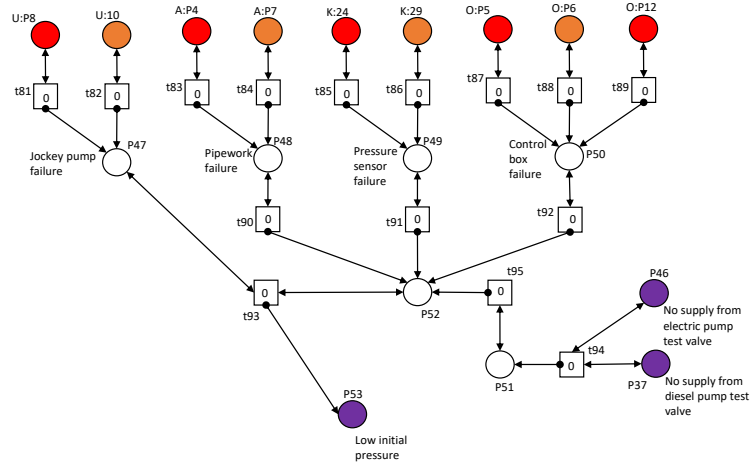 U:P8 U:10 A:P4 A:P7 K:24 K:29 O:P5 O:P6 O:P12
t81 t82 t83 t84 t85 t86 t87 t88 t89
0 0 0 0 0 0 0 0 0
P47 P48 P49 P50
Jockey pump
failure
Pipework
failure
Pressure
sensor
failure
Control
box failure
t90 t91 t92
0 0 0
t95
0
P46
No supply from
electric pump
test valve
0
t93
P52
t94
0
P51
P37
No supply from
diesel pump test
valve
P53
Low initial
pressure